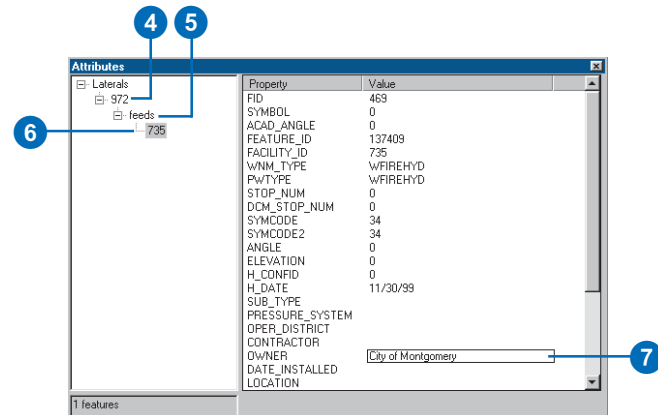 4 5
Attributes
Laterals
972
feeds
6
735
Property Value
FID 469
SYMBOL 0
ACAD_ANGLE 0
FEATURE_ID 137409
FACILITY_ID 735
WNM_TYPE WFIREHYD
PWTYPE WFIREHYD
STOP_NUM 0
DCM_STOP_NUM 0
SYMCODE 34
SYMCODE2 34
ANGLE 0
ELEVATION 0
H_CONFID 0
H_DATE 11/30/99
SUB_TYPE
PRESSURE_SYSTEM
OPER_DISTRICT
CONTRACTOR
OWNER City of Montgomery
7
DATE_INSTALLED
LOCATION
1 features